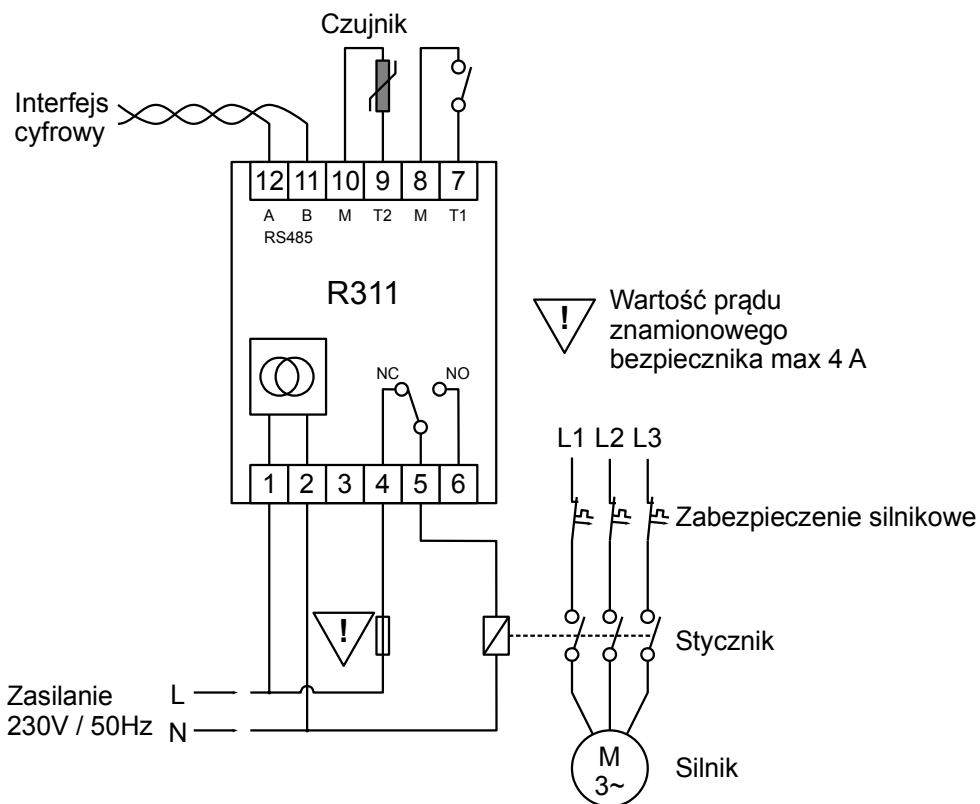 Czujnik
Interfejs
cyfrowy
12 11 10 9 8 7
A B M T2 M T1
RS485
R311
! Wartość prądu
znamionowego
bezpiecznika max 4 A
NC NO
1 2 3 4 5 6
L1 L2 L3
Zabezpieczenie silnikowe
!
Stycznik
Zasilanie
230V / 50Hz
L
N
M
3~
Silnik